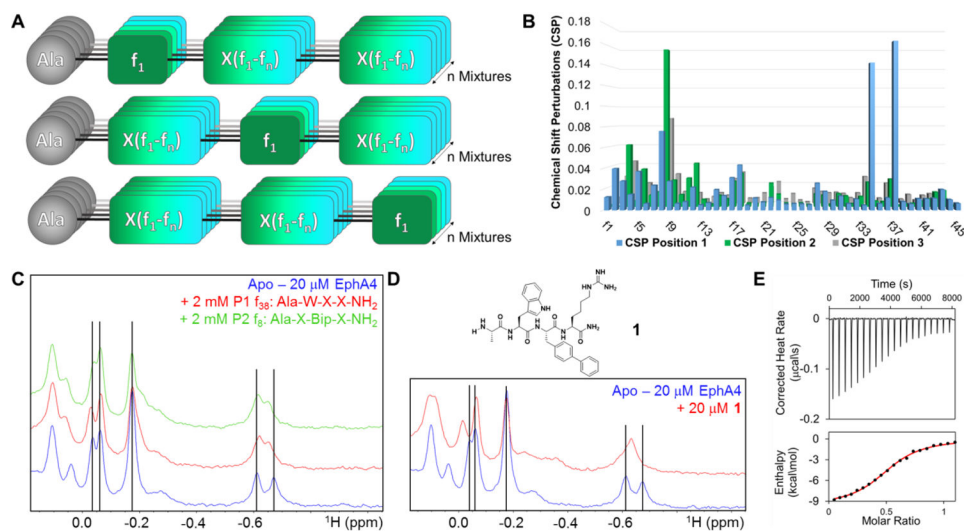 A
Ala
f1
X(f1-fn)
X(f1-fn)
n Mixtures
Ala
X(f1-fn)
f1
X(f1-fn)
n Mixtures
Ala
X(f1-fn)
X(f1-fn)
f1
n Mixtures
B
Chemical Shift Perturbations (CSP)
0.16
0.14
0.12
0.10
0.08
0.06
0.04
0.02
0.00
f1 f5 f9 f13 f17 f21 f25 f29 f33 f37 f41 f45
CSP Position 1 CSP Position 2 CSP Position 3
C
Apo – 20 μM EphA4
+ 2 mM P1 f38: Ala-W-X-X-NH2
+ 2 mM P2 f8: Ala-X-Bip-X-NH2
0.0 -0.2 -0.4 -0.6 -0.8 1H (ppm)
D
1
Apo – 20 μM EphA4
+ 20 μM 1
0.0 -0.2 -0.4 -0.6 -0.8 1H (ppm)
E
Time (s)
0 2000 4000 6000 8000
Corrected Heat Rate
(μcal\s)
0
-0.1
-0.2
Enthalpy
(kcal\mol)
0
-3
-6
-9
0 0.5 1
Molar Ratio